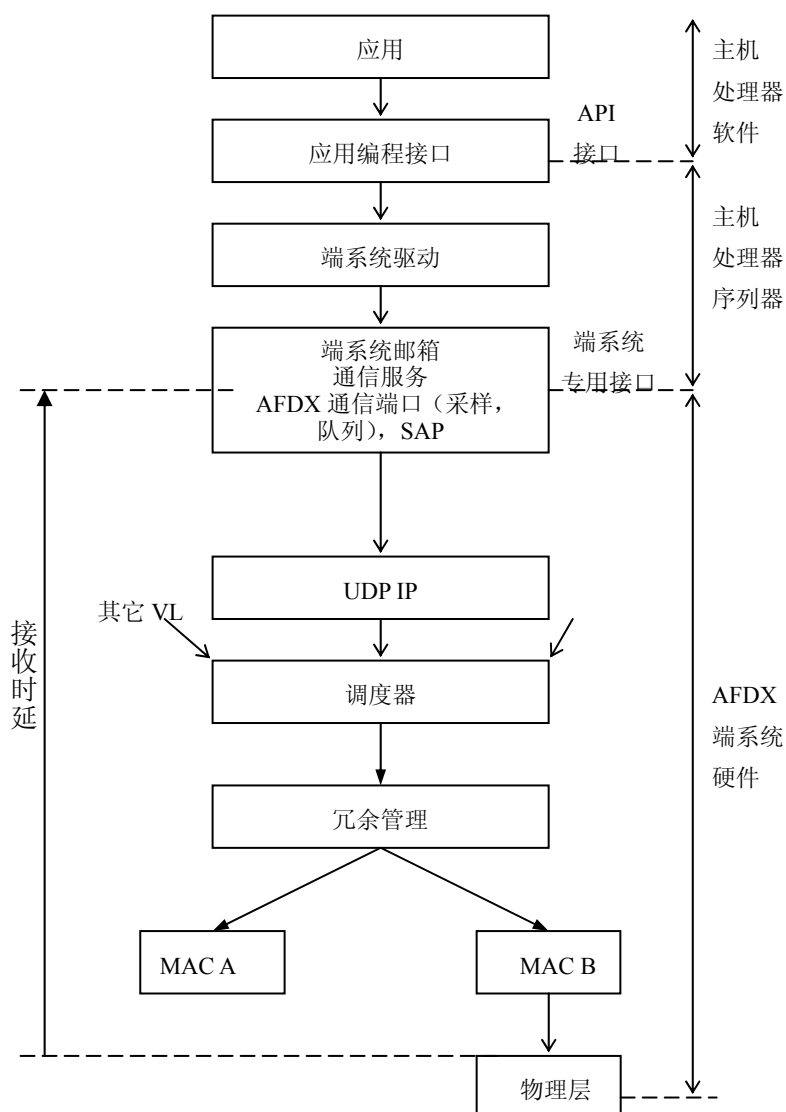 应用
主机
处理器
软件
API
接口
应用编程接口
端系统驱动
主机
处理器
序列器
端系统邮箱
通信服务
AFDX 通信端口（采样，
队列），SAP
端系统
专用接口
UDP IP
其它 VL
接收时延
调度器
AFDX
端系统
硬件
冗余管理
MAC A
MAC B
物理层